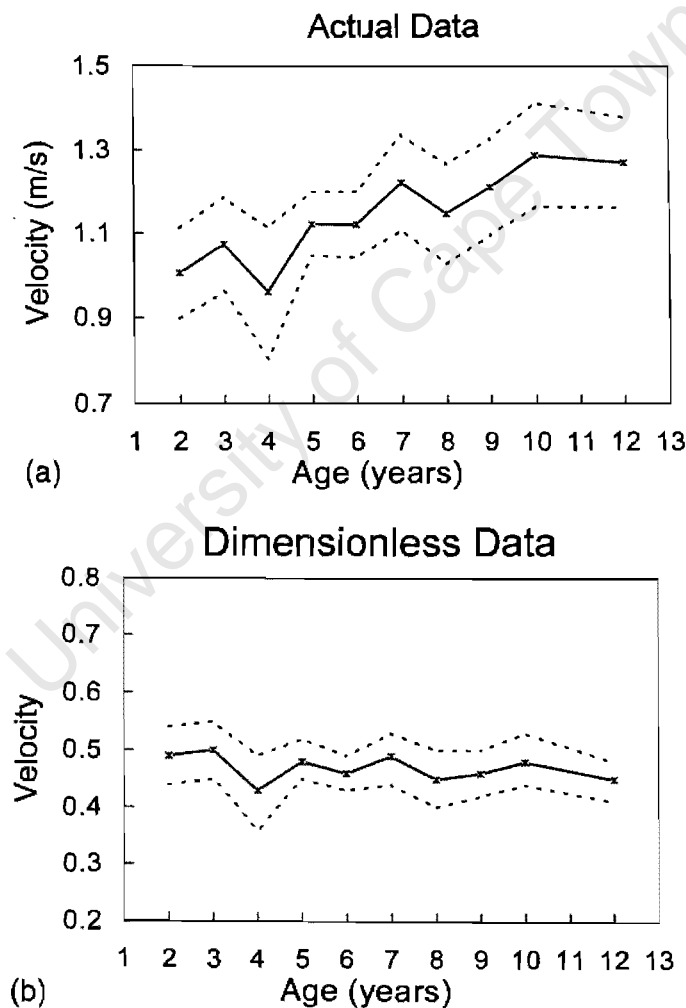 Actual Data
1.5
1.3
1.1
0.9
0.7
Velocity (m/s)
1 2 3 4 5 6 7 8 9 10 11 12 13
Age (years)
(a)
University of Cape Town
Dimensionless Data
0.8
0.7
0.6
0.5
0.4
0.3
0.2
Velocity
1 2 3 4 5 6 7 8 9 10 11 12 13
Age (years)
(b)